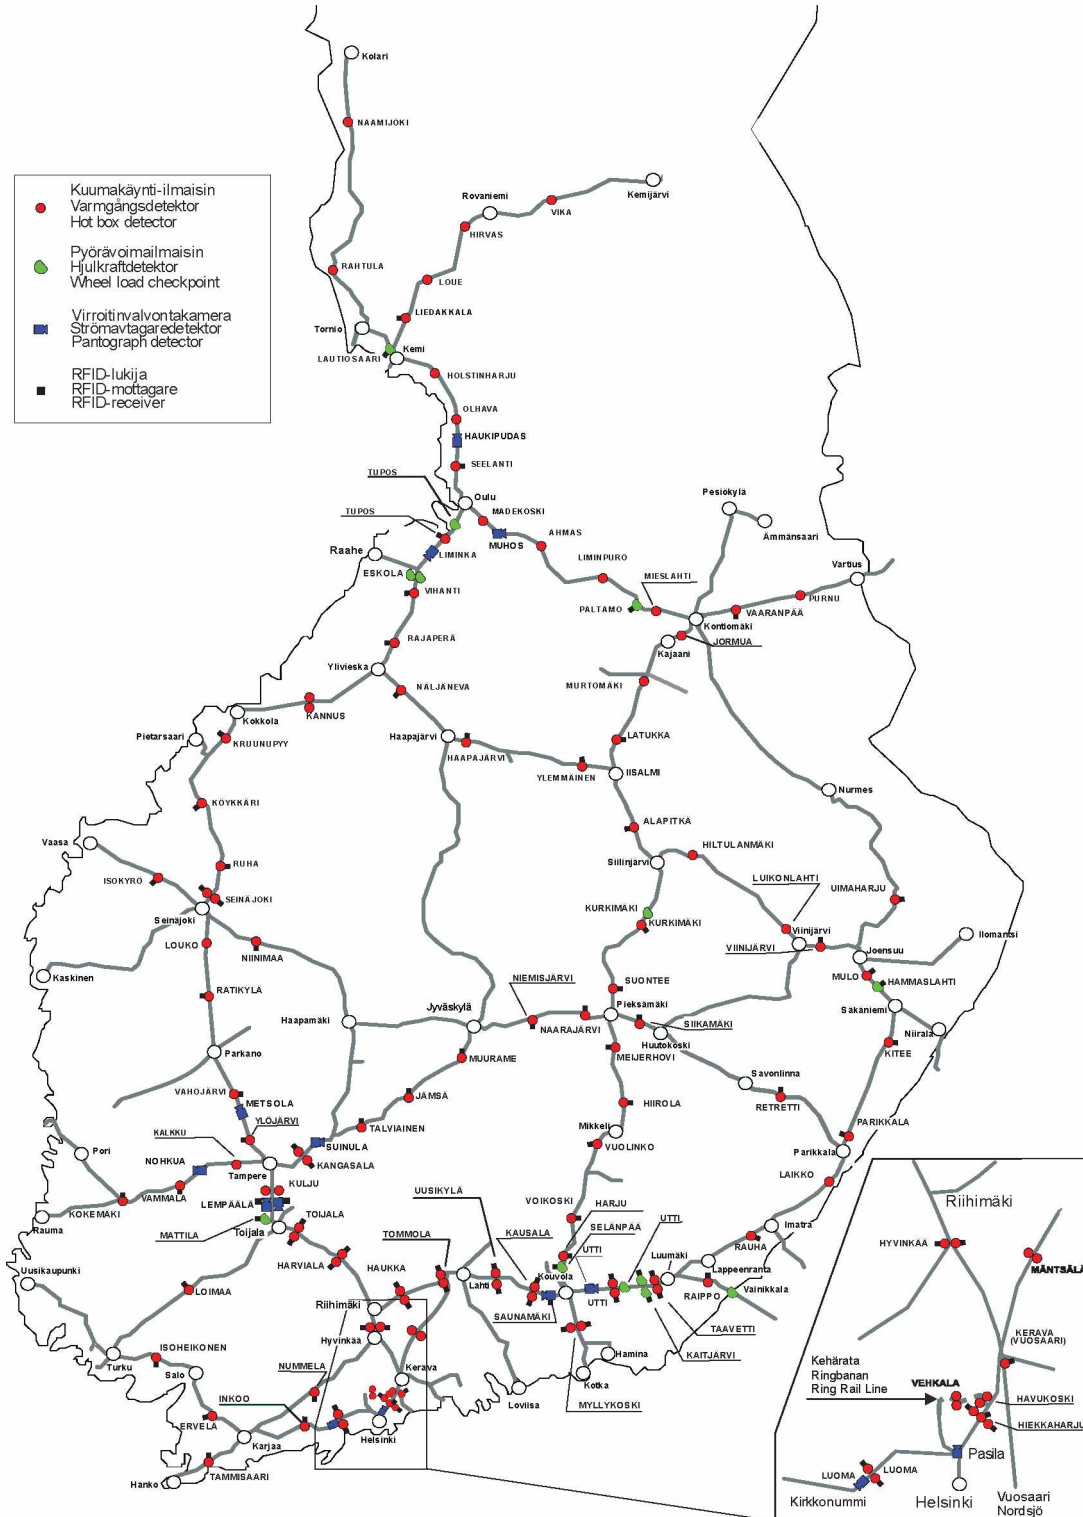 Kolari
NAAMIJOKI
Kuumakäynti-ilmaisin
Varmgångsdetektor
Hot box detector
Pyörävoimailmaisin
Hjulkraftdetektor
Wheel load checkpoint
Virroitinvalvontakamera
Strömavtagaredetektor
Pantograph detector
RFID-lukija
RFID-mottagare
RFID-receiver
Rovaniemi
Kemijärvi
VIKA
HIRVAS
RAHTULA
LOUE
LIEDAKKALA
Tornio
LAUTIOSAARI
Kemi
HOLSTINHARJU
OLHAVA
HAUKIPUDAS
SEELANTI
TUPOS
Oulu
TUPOS
MADEKOSKI
MUHOS
AHMAS
Pesiökylä
Ämmänsaari
Raahe
LIMINKA
ESKOLA
VIHANTI
LIMINPURO
MIESLAHTI
Vartius
PURNU
PALTAMO
VAARANPÄÄ
Kontiomäki
RAJAPERÄ
JORMUA
Kajaani
Ylivieska
NÄLJÄNEVA
MURTOMÄKI
KANNUS
Kokkola
Pietarsaari
KRUUNUPYY
Haapajärvi
HAAPAJÄRVI
LATUKKA
YLEMMÄINEN
IISALMI
Nurmes
KÖYKKÄRI
ALAPITKÄ
Vaasa
HILTULANMÄKI
Siilinjärvi
RUHA
ISOKYRÖ
LUIKONLAHTI
UIMAHARJU
SEINÄJOKI
Seinäjoki
KURKIMÄKI
KURKIMÄKI
Viinijärvi
VIINIJÄRVI
Ilomantsi
LOUKO
NIINIMAA
Joensuu
Kaskinen
MULO
HAMMASLAHTI
NIEMISJÄRVI
SUONTEE
RATIKYLÄ
Säkäniemi
Haapamäki
Jyväskylä
Pieksämäki
NAARAJÄRVI
SIIKAMÄKI
Huutokoski
Niirala
KITEE
Parkano
MUURAME
MEIJERHOVI
Savonlinna
VAHOJÄRVI
JÄMSÄ
RETRETTI
METSOLA
HIIROLA
YLÖJÄRVI
TALVIAINEN
Mikkeli
PARIKKALA
KALKKU
SUINULA
VUOLINKO
Pori
Parikkala
NOHKUA
Tampere
KANGASALA
LAIKKO
VAMMALA
KULJU
KOKEMÄKI
LEMPÄÄLÄ
UUSIKYLÄ
VOIKOSKI
HARJU
Riihimäki
Rauma
TOIJALA
SELÄNPÄÄ
MATTILA
Toijala
TOMMOLA
KAUSALA
UTTI
UTTI
Imatra
RAUHA
HYVINKÄÄ
Luumäki
HARVIALA
HAUKKA
Lappeenranta
MÄNTSÄLÄ
Uusikaupunki
Lahti
Kouvola
RAIPPO
Vainikkala
LOIMAA
UTTI
Riihimäki
SAUNAMÄKI
TAAVETTI
Hyvinkää
KAITJÄRVI
KERAVA
(VUOSAARI)
ISOHEIKONEN
Turku
Hamina
Salo
NUMMELA
Kerava
Kotka
Kehärata
Ringbanan
Ring Rail Line
VEHKALA
Loviisa
INKOO
MYLLYKOSKI
HAVUKOSKI
ERVELÄ
HIEKKAHARJU
Karjaa
Helsinki
Pasila
TAMMISAARI
LUOMA
LUOMA
Hanko
Kirkkonummi
Helsinki
Vuosaari
Nordsjö